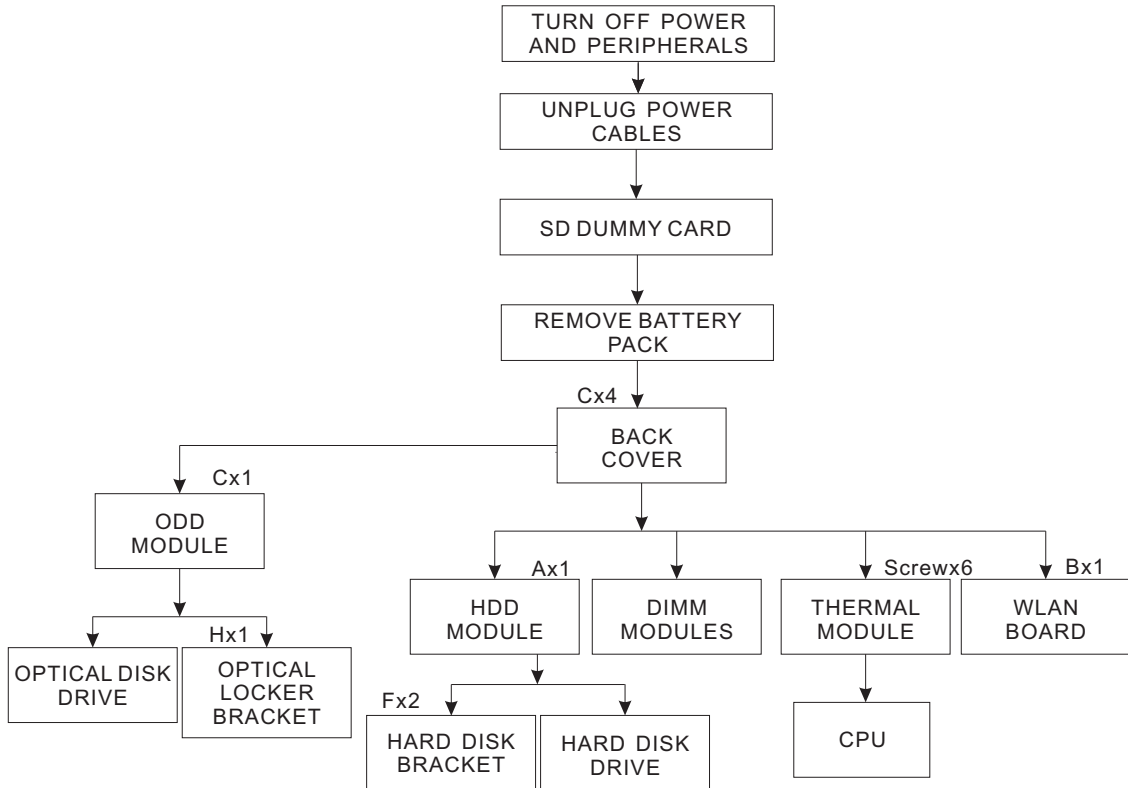 TURN OFF POWER
AND PERIPHERALS
UNPLUG POWER
CABLES
SD DUMMY CARD
REMOVE BATTERY
PACK
Cx4
BACK
COVER
Cx1
ODD
MODULE
Ax1
HDD
MODULE
DIMM
MODULES
Screwx6
THERMAL
MODULE
Bx1
WLAN
BOARD
OPTICAL DISK
DRIVE
Hx1
OPTICAL
LOCKER
BRACKET
Fx2
HARD DISK
BRACKET
HARD DISK
DRIVE
CPU